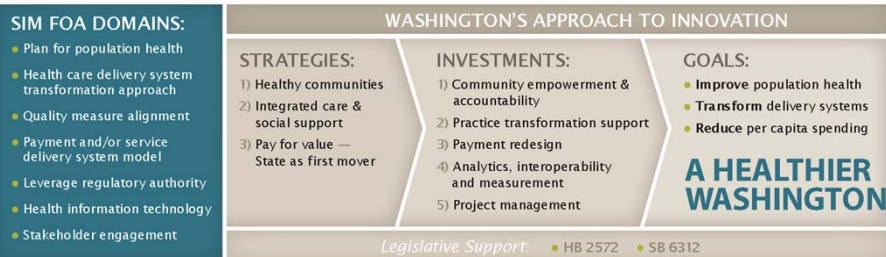 SIM FOA DOMAINS:
• Plan for population health
• Health care delivery system
transformation approach
• Quality measure alignment
• Payment and/or service
delivery system model
• Leverage regulatory authority
• Health information technology
• Stakeholder engagement
WASHINGTON'S APPROACH TO INNOVATION
STRATEGIES:
1) Healthy communities
2) Integrated care &
social support
3) Pay for value —
State as first mover
INVESTMENTS:
1) Community empowerment &
accountability
2) Practice transformation support
3) Payment redesign
4) Analytics, interoperability
and measurement
5) Project management
GOALS:
• Improve population health
• Transform delivery systems
• Reduce per capita spending
A HEALTHIER
WASHINGTON
Legislative Support: • HB 2572 • SB 6312